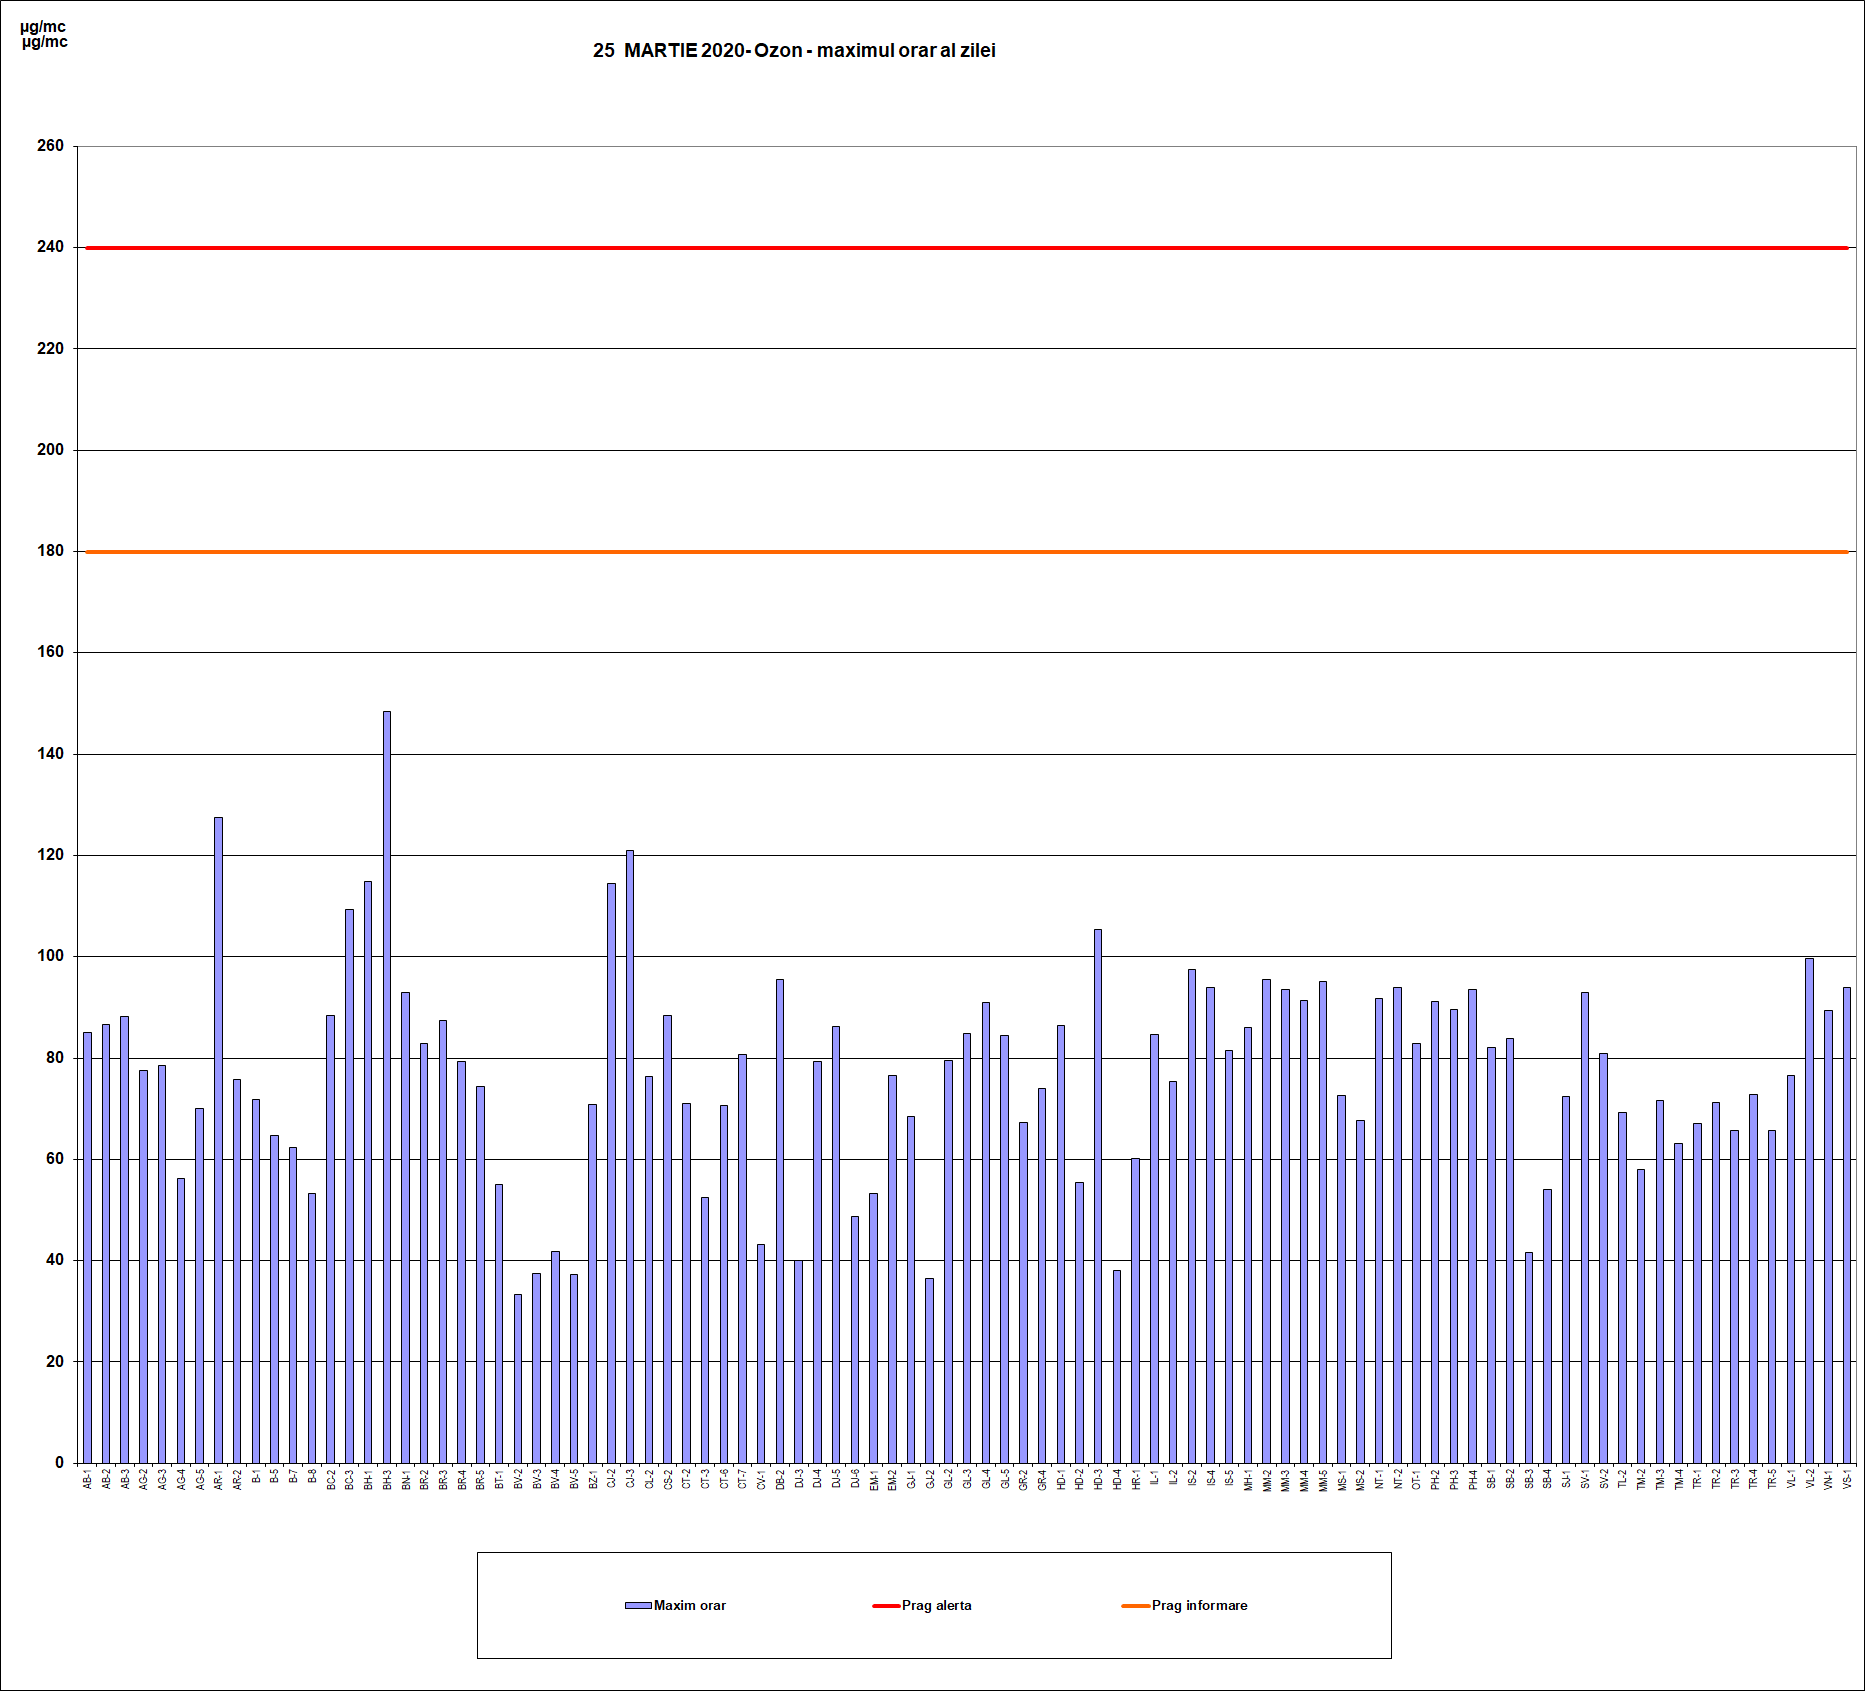 µg/mc
µg/mc
25 MARTIE 2020- Ozon - maximul orar al zilei
260
240
220
200
180
160
140
120
100
80
60
40
20
0
AB-1 AB-2 AB-3 AG-2 AG-3 AG-4 AG-5 AR-1 AR-2 B-1 B-5 B-7 B-8 BC-2 BC-3 BH-1 BH-3 BN-1 BR-2 BR-3 BR-4 BR-5 BT-1 BV-2 BV-3 BV-4 BV-5 BZ-1 CJ-2 CJ-3 CL-2 CS-2 CT-2 CT-3 CT-6 CT-7 CV-1 DB-2 DJ-3 DJ-4 DJ-5 DJ-6 EM-1 EM-2 GJ-1 GJ-2 GL-2 GL-3 GL-4 GL-5 GR-2 GR-4 HD-1 HD-2 HD-3 HD-4 HR-1 IL-1 IL-2 IS-2 IS-4 IS-5 MH-1 MM-2 MM-3 MM-4 MM-5 MS-1 MS-2 NT-1 NT-2 OT-1 PH-2 PH-3 PH-4 SB-1 SB-2 SB-3 SB-4 SJ-1 SV-1 SV-2 TL-2 TM-2 TM-3 TM-4 TR-1 TR-2 TR-3 TR-4 TR-5 VL-1 VL-2 VN-1 VS-1
Maxim orar Prag alerta Prag informare